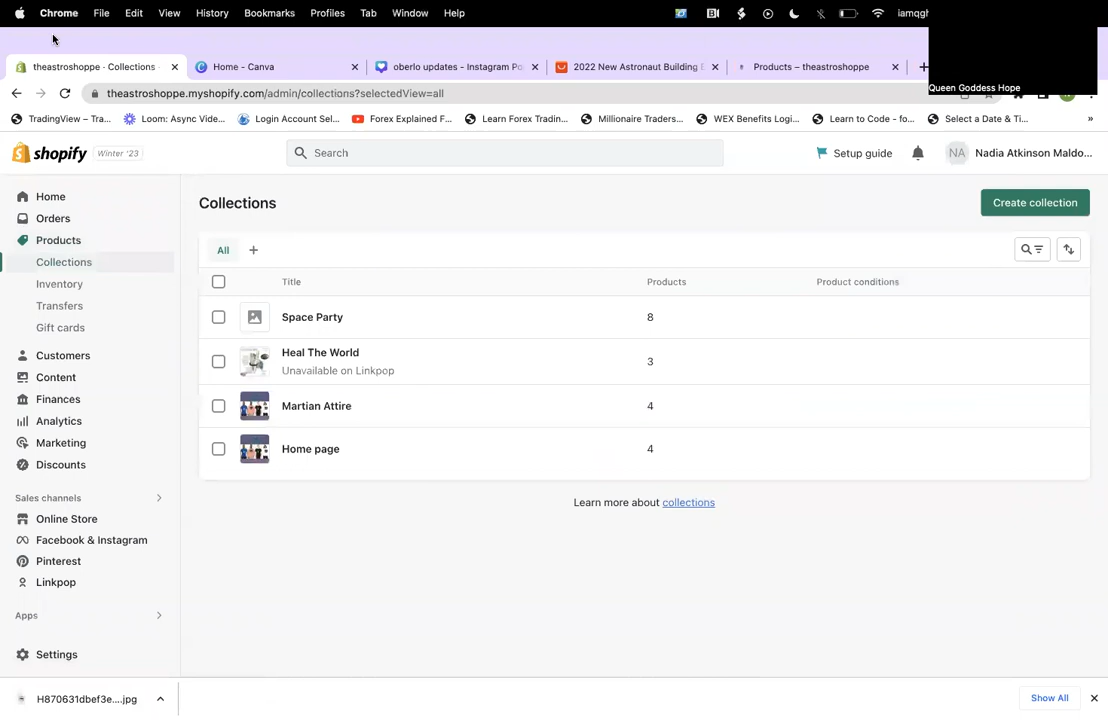 Chrome File Edit View History Bookmarks Profiles Tab Window Help iamqgh
Queen Goddess Hope
theastroshoppe · Collections Home - Canva oberlo updates - Instagram Po 2022 New Astronaut Building Products – theastroshoppe
theastroshoppe.myshopify.com/admin/collections?selectedView=all
TradingView – Tra... Loom: Async Vide... Login Account Sel... Forex Explained F... Learn Forex Tradin... Millionaire Traders... WEX Benefits Logi... Learn to Code - fo... Select a Date & Ti... »
shopify Winter '23 Search Setup guide NA Nadia Atkinson Maldo...
Home
Orders
Products
Collections
Inventory
Transfers
Gift cards
Customers
Content
Finances
Analytics
Marketing
Discounts
Sales channels
Online Store
Facebook & Instagram
Pinterest
Linkpop
Apps
Settings
Collections Create collection
All +
Title Products Product conditions
Space Party 8
Heal The World 3
Unavailable on Linkpop
Martian Attire 4
Home page 4
Learn more about collections
H870631dbef3e....jpg Show All